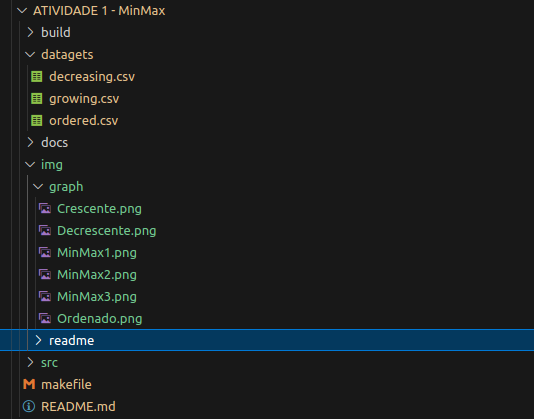 ATIVIDADE 1 - MinMax
build
datagets
decreasing.csv
growing.csv
ordered.csv
docs
img
graph
Crescente.png
Decrescente.png
MinMax1.png
MinMax2.png
MinMax3.png
Ordenado.png
readme
src
makefile
README.md